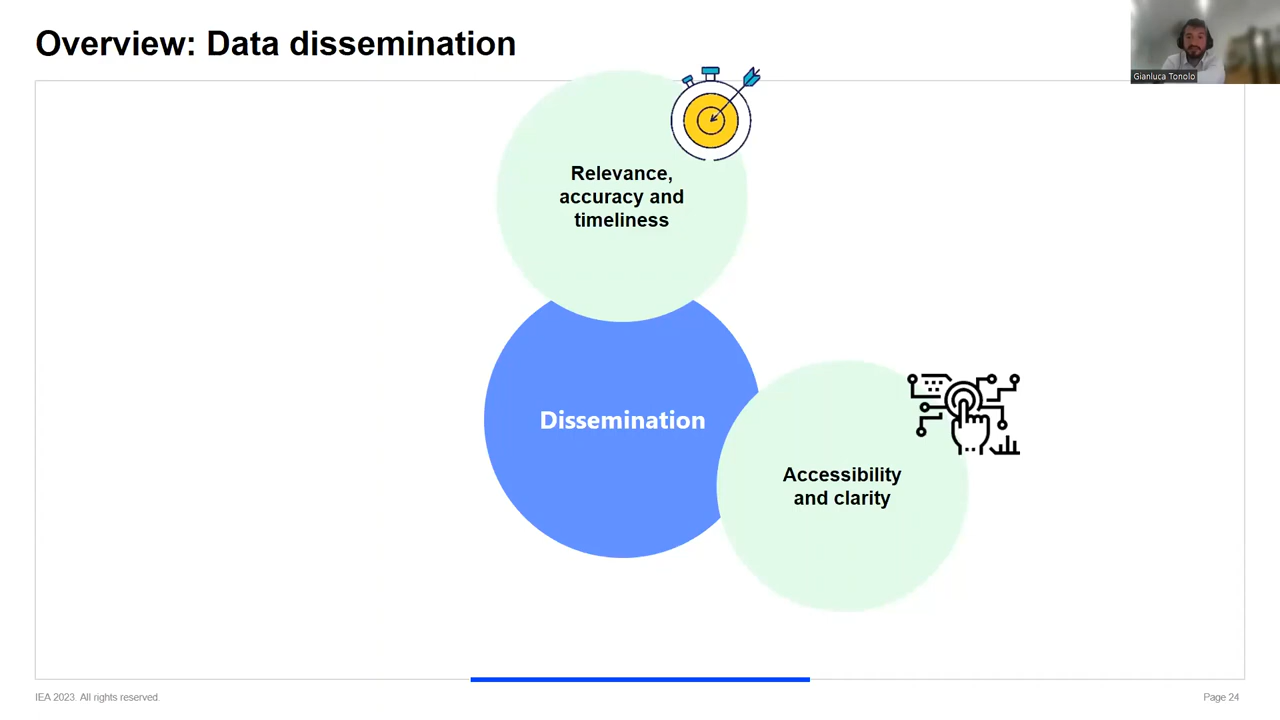 Overview: Data dissemination
Gianluca Tonolo
Relevance,
accuracy and
timeliness
Dissemination
Accessibility
and clarity
IEA 2023. All rights reserved.
Page 24